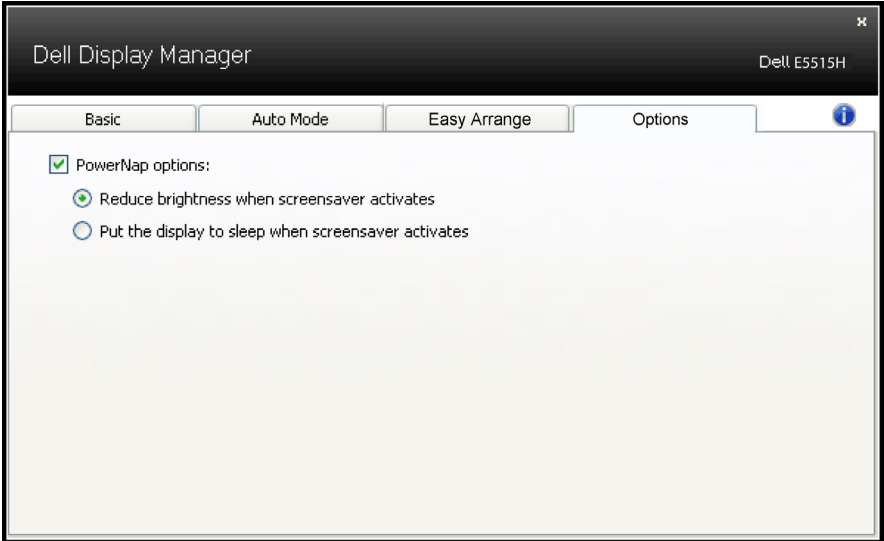 Dell Display Manager
Dell E5515H
Basic
Auto Mode
Easy Arrange
Options
PowerNap options:
Reduce brightness when screensaver activates
Put the display to sleep when screensaver activates